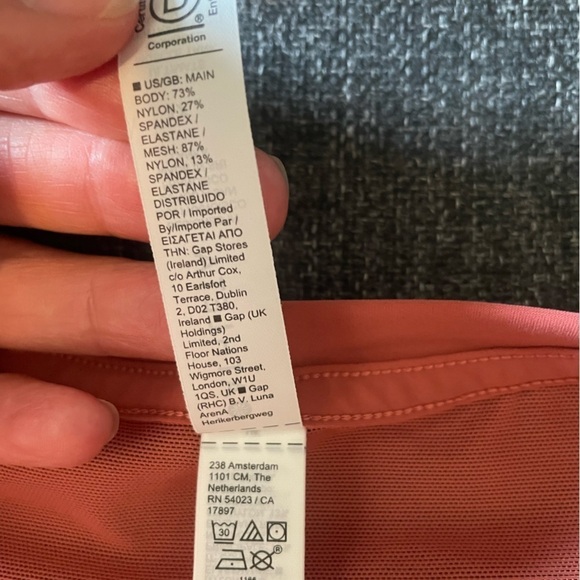 Corporation
■ US/GB: MAIN
BODY: 73%
NYLON, 27%
SPANDEX /
ELASTANE /
MESH: 87%
NYLON, 13%
SPANDEX /
ELASTANE
DISTRIBUIDO
POR / Imported
By/Importe Par /
ΕΙΣΑΓΕΤΑΙ ΑΠΟ
ΤΗΝ: Gap Stores
(Ireland) Limited
c/o Arthur Cox,
10 Earlsfort
Terrace, Dublin
2, D02 T380,
Ireland ■ Gap (UK
Holdings)
Limited, 2nd
Floor Nations
House, 103
Wigmore Street,
London, W1U
1QS, UK ■ Gap
(RHC) B.V. Luna
ArenA
Herikerbergweg
238 Amsterdam
1101 CM, The
Netherlands
RN 54023 / CA
17897
30